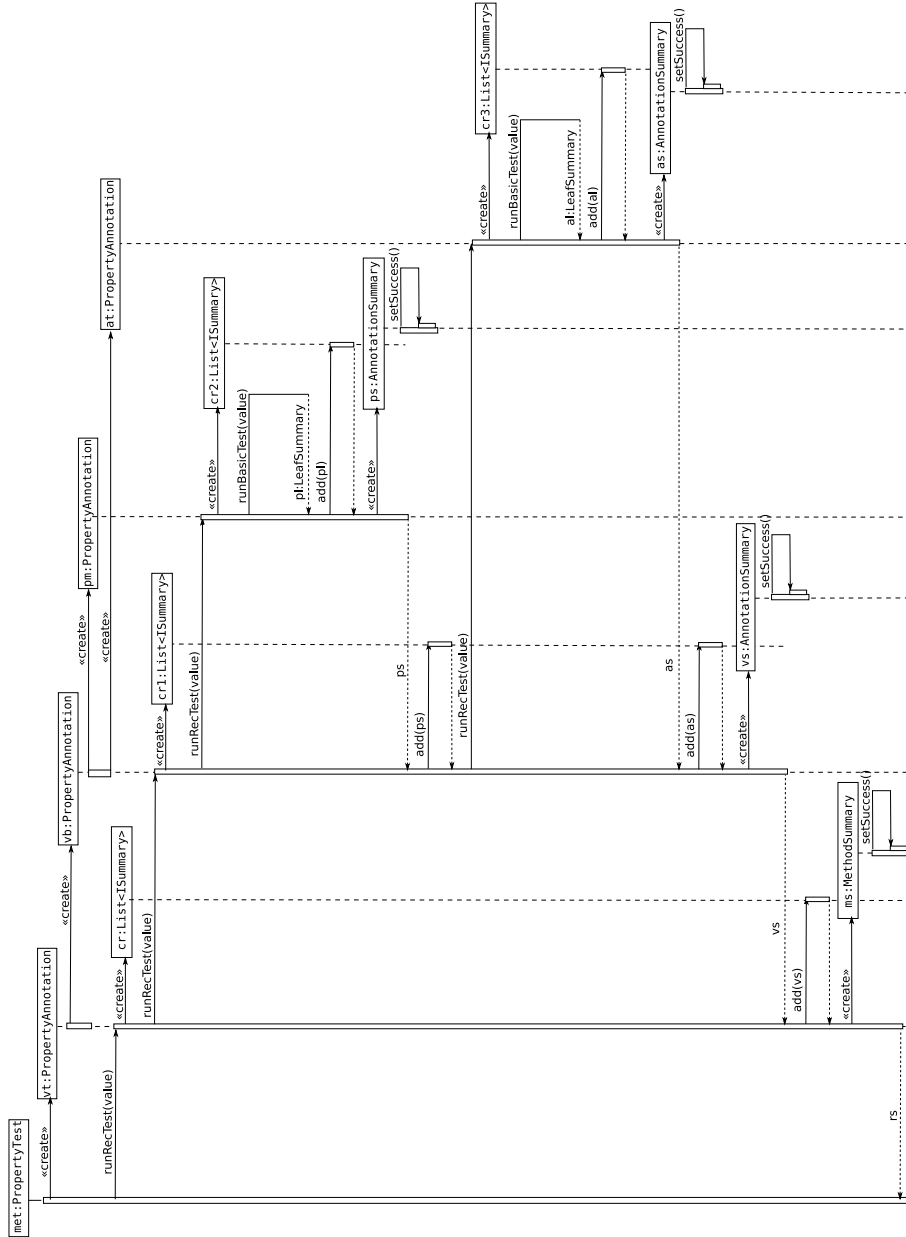 met:PropertyTest
«create»
vt:PropertyAnnotation
«create»
vb:PropertyAnnotation
«create»
pm:PropertyAnnotation
«create»
at:PropertyAnnotation
runRecTest(value)
«create»
cr:List<ISummary>
runRecTest(value)
«create»
cr1:List<ISummary>
runRecTest(value)
«create»
cr2:List<ISummary>
runBasicTest(value)
pl:LeafSummary
add(pl)
«create»
ps:AnnotationSummary
setSuccess()
ps
add(ps)
runRecTest(value)
«create»
cr3:List<ISummary>
runBasicTest(value)
al:LeafSummary
add(al)
«create»
as:AnnotationSummary
setSuccess()
as
add(as)
«create»
vs:AnnotationSummary
setSuccess()
vs
add(vs)
«create»
ms:MethodSummary
setSuccess()
rs